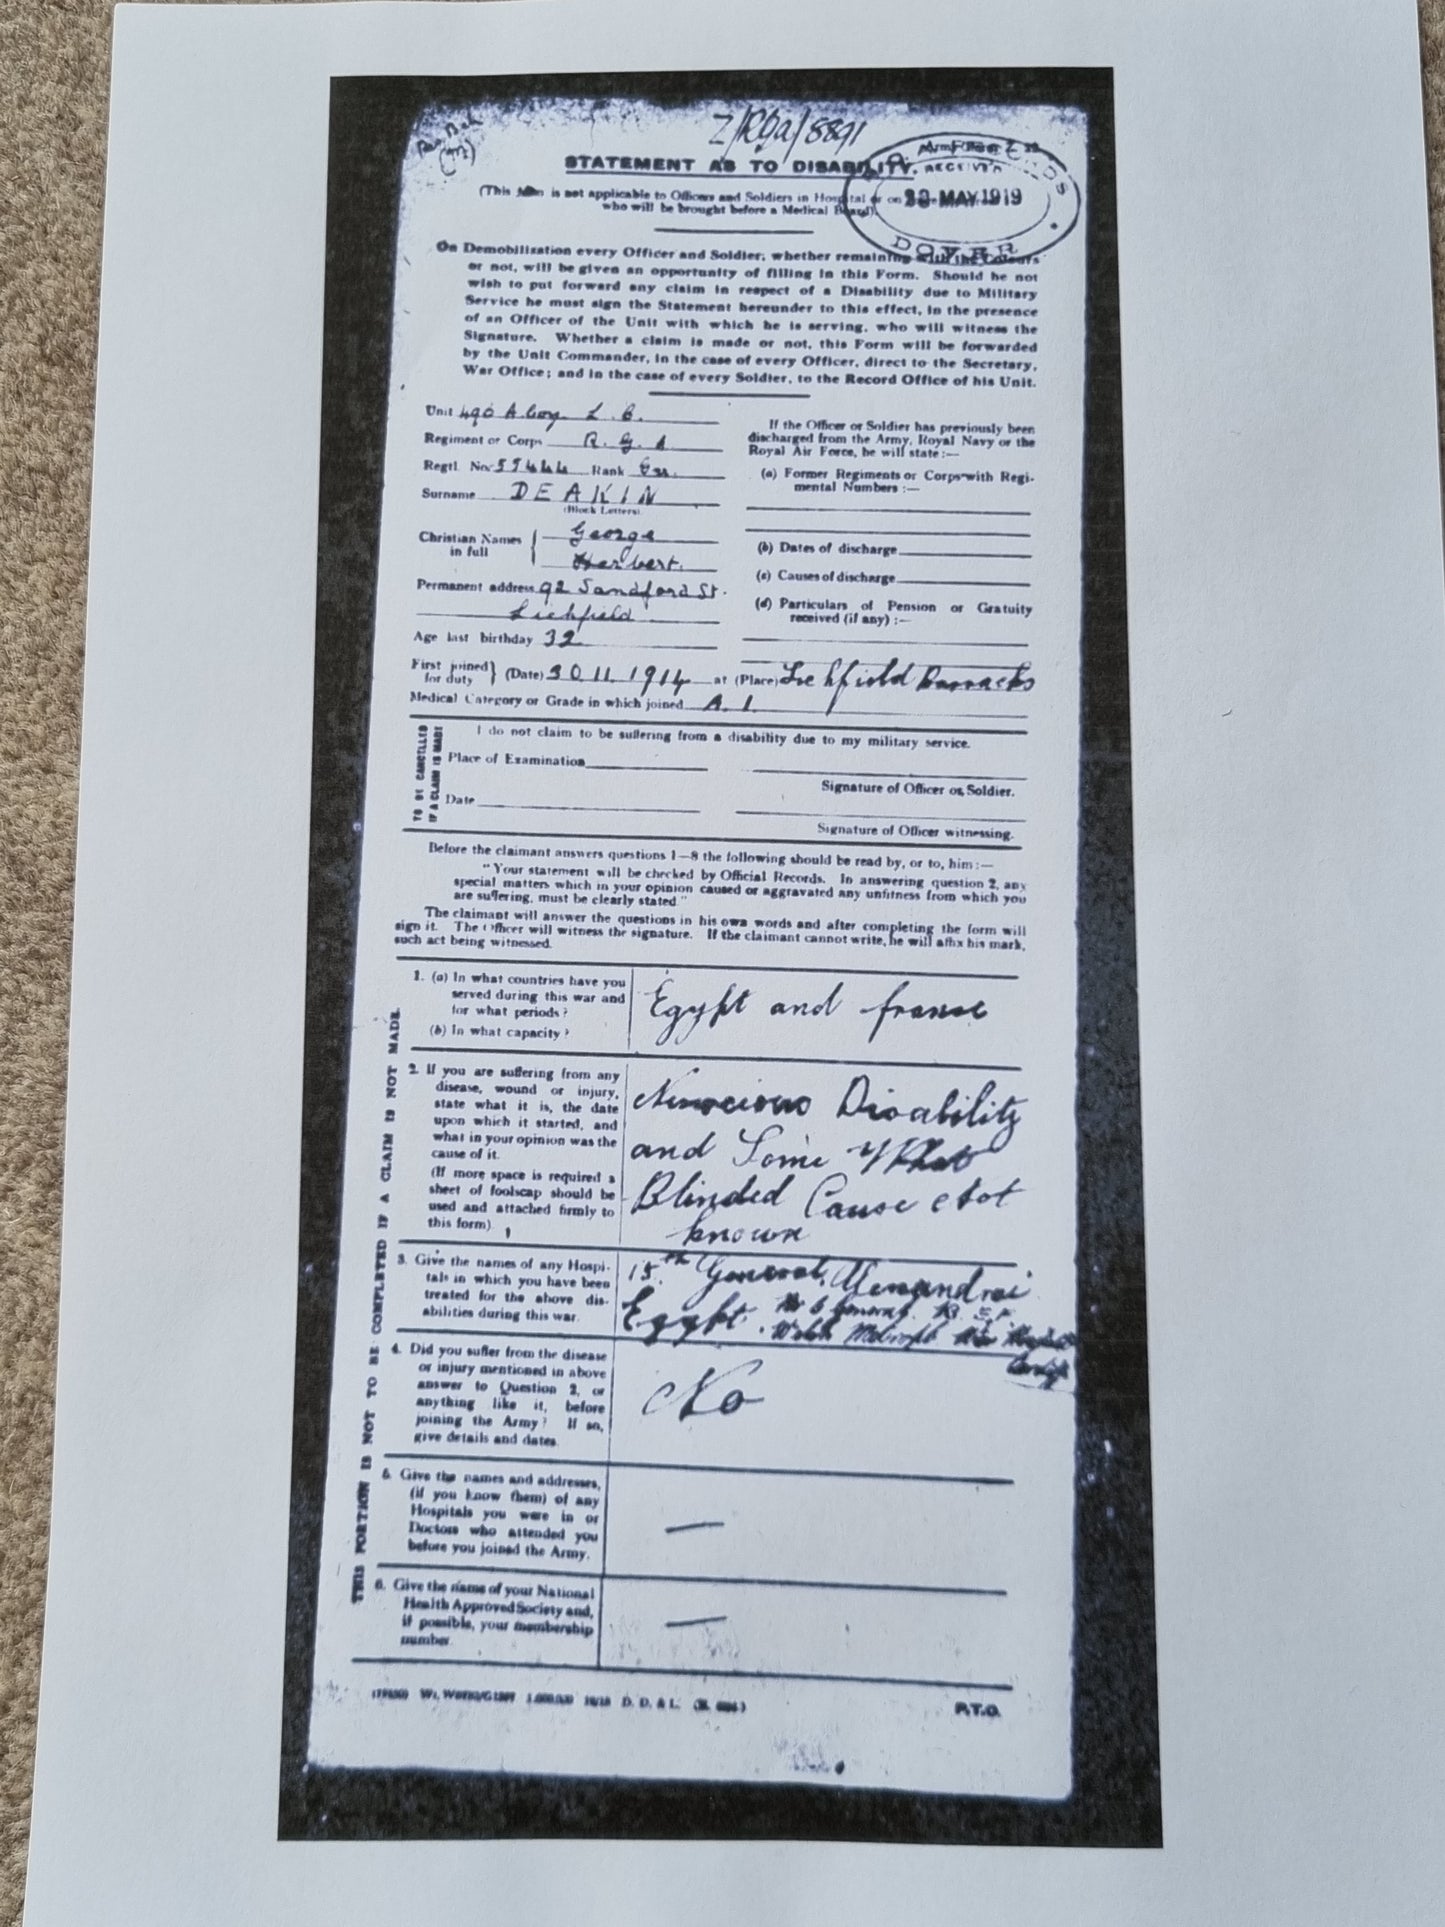 Z/RGa/8891
STATEMENT AS TO DISABILITY.
Army Form Z. 22
RECEIVED
30 MAY 1919
DOVER
(This is not applicable to Officers and Soldiers in Hospital or on
who will be brought before a Medical Board).
On Demobilization every Officer and Soldier, whether remaining with the Colours
or not, will be given an opportunity of filling in this Form. Should he not
wish to put forward any claim in respect of a Disability due to Military
Service he must sign the Statement hereunder to this effect, in the presence
of an Officer of the Unit with which he is serving, who will witness the
Signature. Whether a claim is made or not, this Form will be forwarded
by the Unit Commander, in the case of every Officer, direct to the Secretary,
War Office; and in the case of every Soldier, to the Record Office of his Unit.
Unit 490 A. Coy. L. C.
Regiment or Corps R. G. A
Regtl. No. 59444 Rank Gnr.
Surname DEAKIN
(Block Letters)
Christian Names in full George
Herbert.
Permanent address 92 Sandford St.
Lichfield
Age last birthday 32
If the Officer or Soldier has previously been
discharged from the Army, Royal Navy or the
Royal Air Force, he will state:—
(a) Former Regiments or Corps with Regi-
mental Numbers:—
(b) Dates of discharge
(c) Causes of discharge
(d) Particulars of Pension or Gratuity
received (if any):—
First joined for duty } (Date) 30 11. 1914 at (Place) Lichfield Barracks
Medical Category or Grade in which joined A. 1.
TO BE CANCELLED
IF A CLAIM IS MADE
I do not claim to be suffering from a disability due to my military service.
Place of Examination
Signature of Officer or Soldier.
Date
Signature of Officer witnessing.
Before the claimant answers questions 1—8 the following should be read by, or to, him:—
"Your statement will be checked by Official Records. In answering question 2, any
special matters which in your opinion caused or aggravated any unfitness from which you
are suffering, must be clearly stated"
The claimant will answer the questions in his own words and after completing the form will
sign it. The Officer will witness the signature. If the claimant cannot write, he will affix his mark,
such act being witnessed.
THIS PORTION IS NOT TO BE COMPLETED IF A CLAIM IS NOT MADE.
1. (a) In what countries have you
served during this war and
for what periods?
(b) In what capacity?
Egypt and france
2. If you are suffering from any
disease, wound or injury,
state what it is, the date
upon which it started, and
what in your opinion was the
cause of it.
(If more space is required a
sheet of foolscap should be
used and attached firmly to
this form).
Disability
and Some What
Blinded Cause Not
known
3. Give the names of any Hospi-
tals in which you have been
treated for the above dis-
abilities during this war.
15th General,
Egypt. No 6 General. B. E. F
4. Did you suffer from the disease
or injury mentioned in above
answer to Question 2, or
anything like it, before
joining the Army? If so,
give details and dates.
No
5. Give the names and addresses,
(if you know them) of any
Hospitals you were in or
Doctors who attended you
before you joined the Army.
—
6. Give the name of your National
Health Approved Society and,
if possible, your membership
number.
—
D. D. & L.
P.T.O.